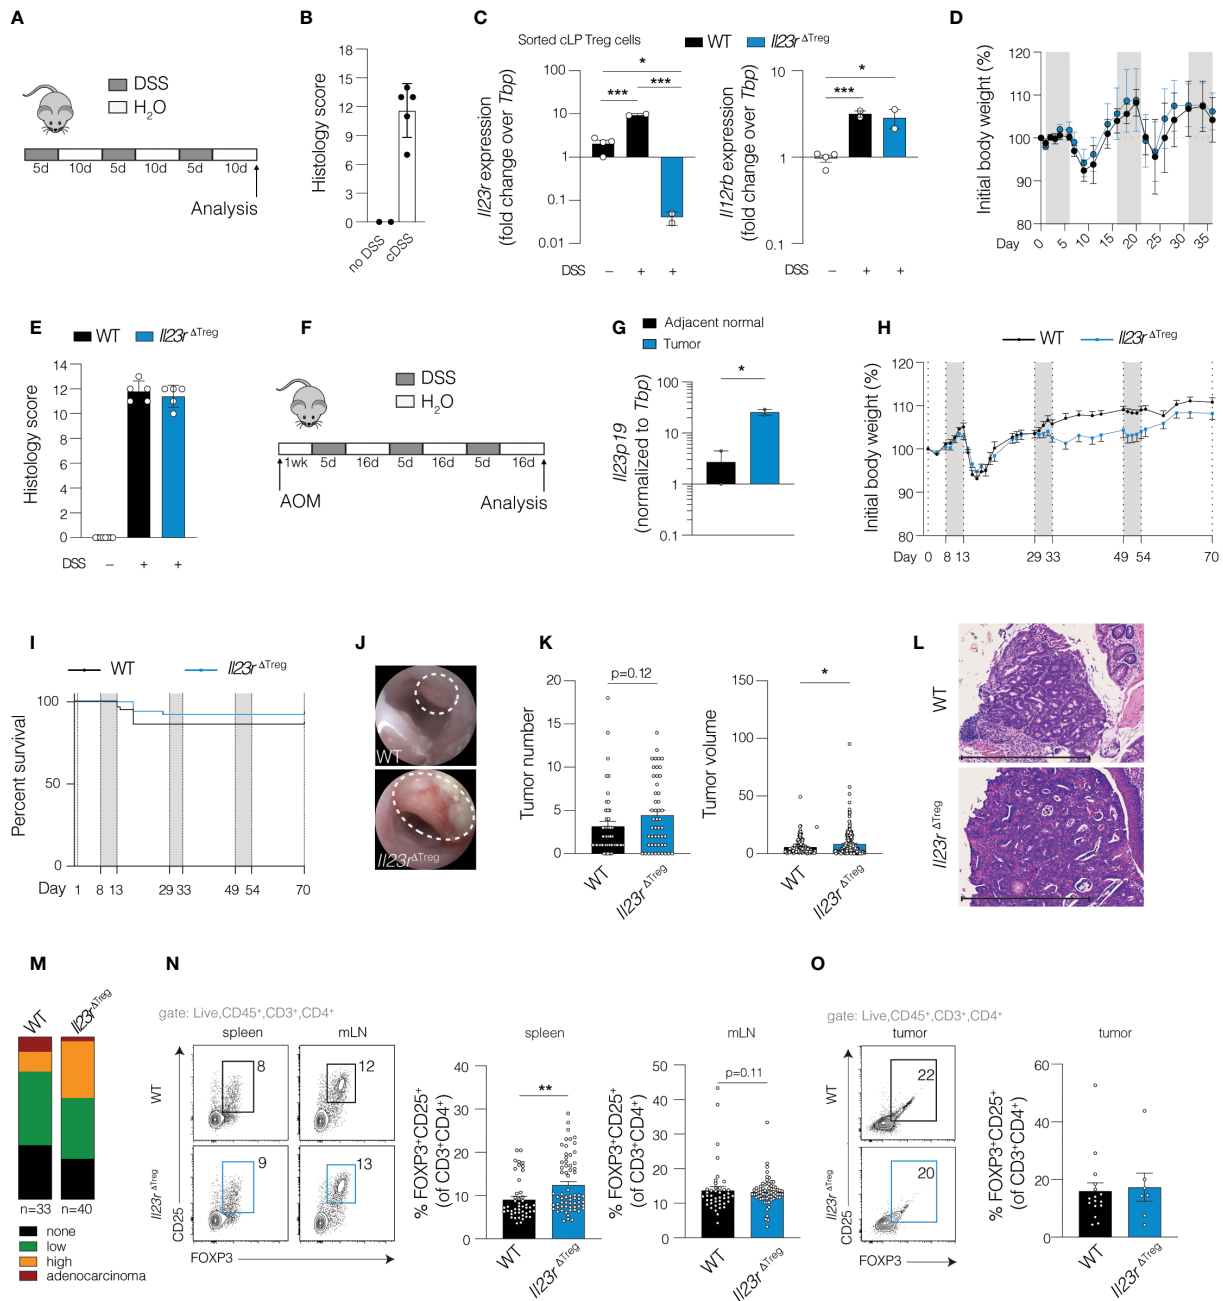 A
DSS
H₂O
5d 10d 5d 10d 5d 10d
Analysis
B
Histology score
18
15
12
9
6
3
0
no DSS
cDSS
C
Sorted cLP Treg cells
WT Il23r ΔTreg
Il23r expression
(fold change over Tbp)
100
10
1
0.1
0.01
*
***
***
DSS − + +
Il12rb expression
(fold change over Tbp)
10
1
0.1
*
***
DSS − + +
D
Initial body weight (%)
120
110
100
90
80
Day 0 5 10 15 20 25 30 35
E
WT Il23r ΔTreg
Histology score
14
12
10
8
6
4
2
0
DSS − + +
F
DSS
H₂O
1wk 5d 16d 5d 16d 5d 16d
AOM
Analysis
G
Adjacent normal
Tumor
Il23p19
(normalized to Tbp)
100
10
1
0.1
*
H
WT Il23r ΔTreg
Initial body weight (%)
120
110
100
90
80
Day 0 8 13 29 33 49 54 70
I
WT Il23r ΔTreg
Percent survival
100
50
0
Day 1 8 13 29 33 49 54 70
J
WT
Il23r ΔTreg
K
Tumor number
20
15
10
5
0
p=0.12
WT
Il23r ΔTreg
Tumor volume
150
100
50
0
*
WT
Il23r ΔTreg
L
WT
Il23r ΔTreg
M
WT
Il23r ΔTreg
n=33 n=40
none
low
high
adenocarcinoma
N
gate: Live,CD45⁺,CD3⁺,CD4⁺
spleen mLN
WT
8
12
Il23r ΔTreg
9
13
CD25
FOXP3
spleen
% FOXP3⁺CD25⁺
(of CD3⁺CD4⁺)
40
30
20
10
0
**
WT
Il23r ΔTreg
mLN
% FOXP3⁺CD25⁺
(of CD3⁺CD4⁺)
50
40
30
20
10
0
p=0.11
WT
Il23r ΔTreg
O
gate: Live,CD45⁺,CD3⁺,CD4⁺
tumor
WT
22
Il23r ΔTreg
20
CD25
FOXP3
tumor
% FOXP3⁺CD25⁺
(of CD3⁺CD4⁺)
60
40
20
0
WT
Il23r ΔTreg